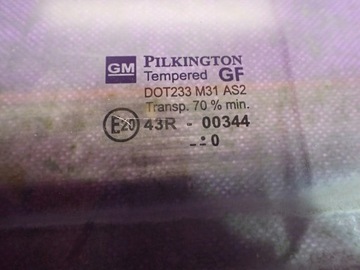 GM PILKINGTON
Tempered GF
DOT233 M31 AS2
Transp. 70 % min.
E20 43R - 00344
0